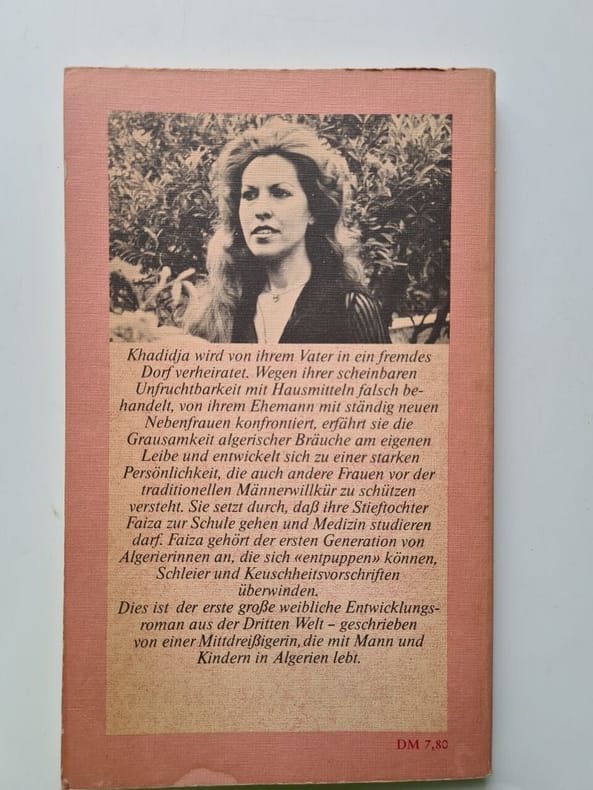 Khadidja wird von ihrem Vater in ein fremdes
Dorf verheiratet. Wegen ihrer scheinbaren
Unfruchtbarkeit mit Hausmitteln falsch be-
handelt, von ihrem Ehemann mit ständig neuen
Nebenfrauen konfrontiert, erfährt sie die
Grausamkeit algerischer Bräuche am eigenen
Leibe und entwickelt sich zu einer starken
Persönlichkeit, die auch andere Frauen vor der
traditionellen Männerwillkür zu schützen
versteht. Sie setzt durch, daß ihre Stieftochter
Faiza zur Schule gehen und Medizin studieren
darf. Faiza gehört der ersten Generation von
Algerierinnen an, die sich «entpuppen» können,
Schleier und Keuschheitsvorschriften
überwinden.
Dies ist der erste große weibliche Entwicklungs-
roman aus der Dritten Welt – geschrieben
von einer Mittdreißigerin, die mit Mann und
Kindern in Algerien lebt.
DM 7,80